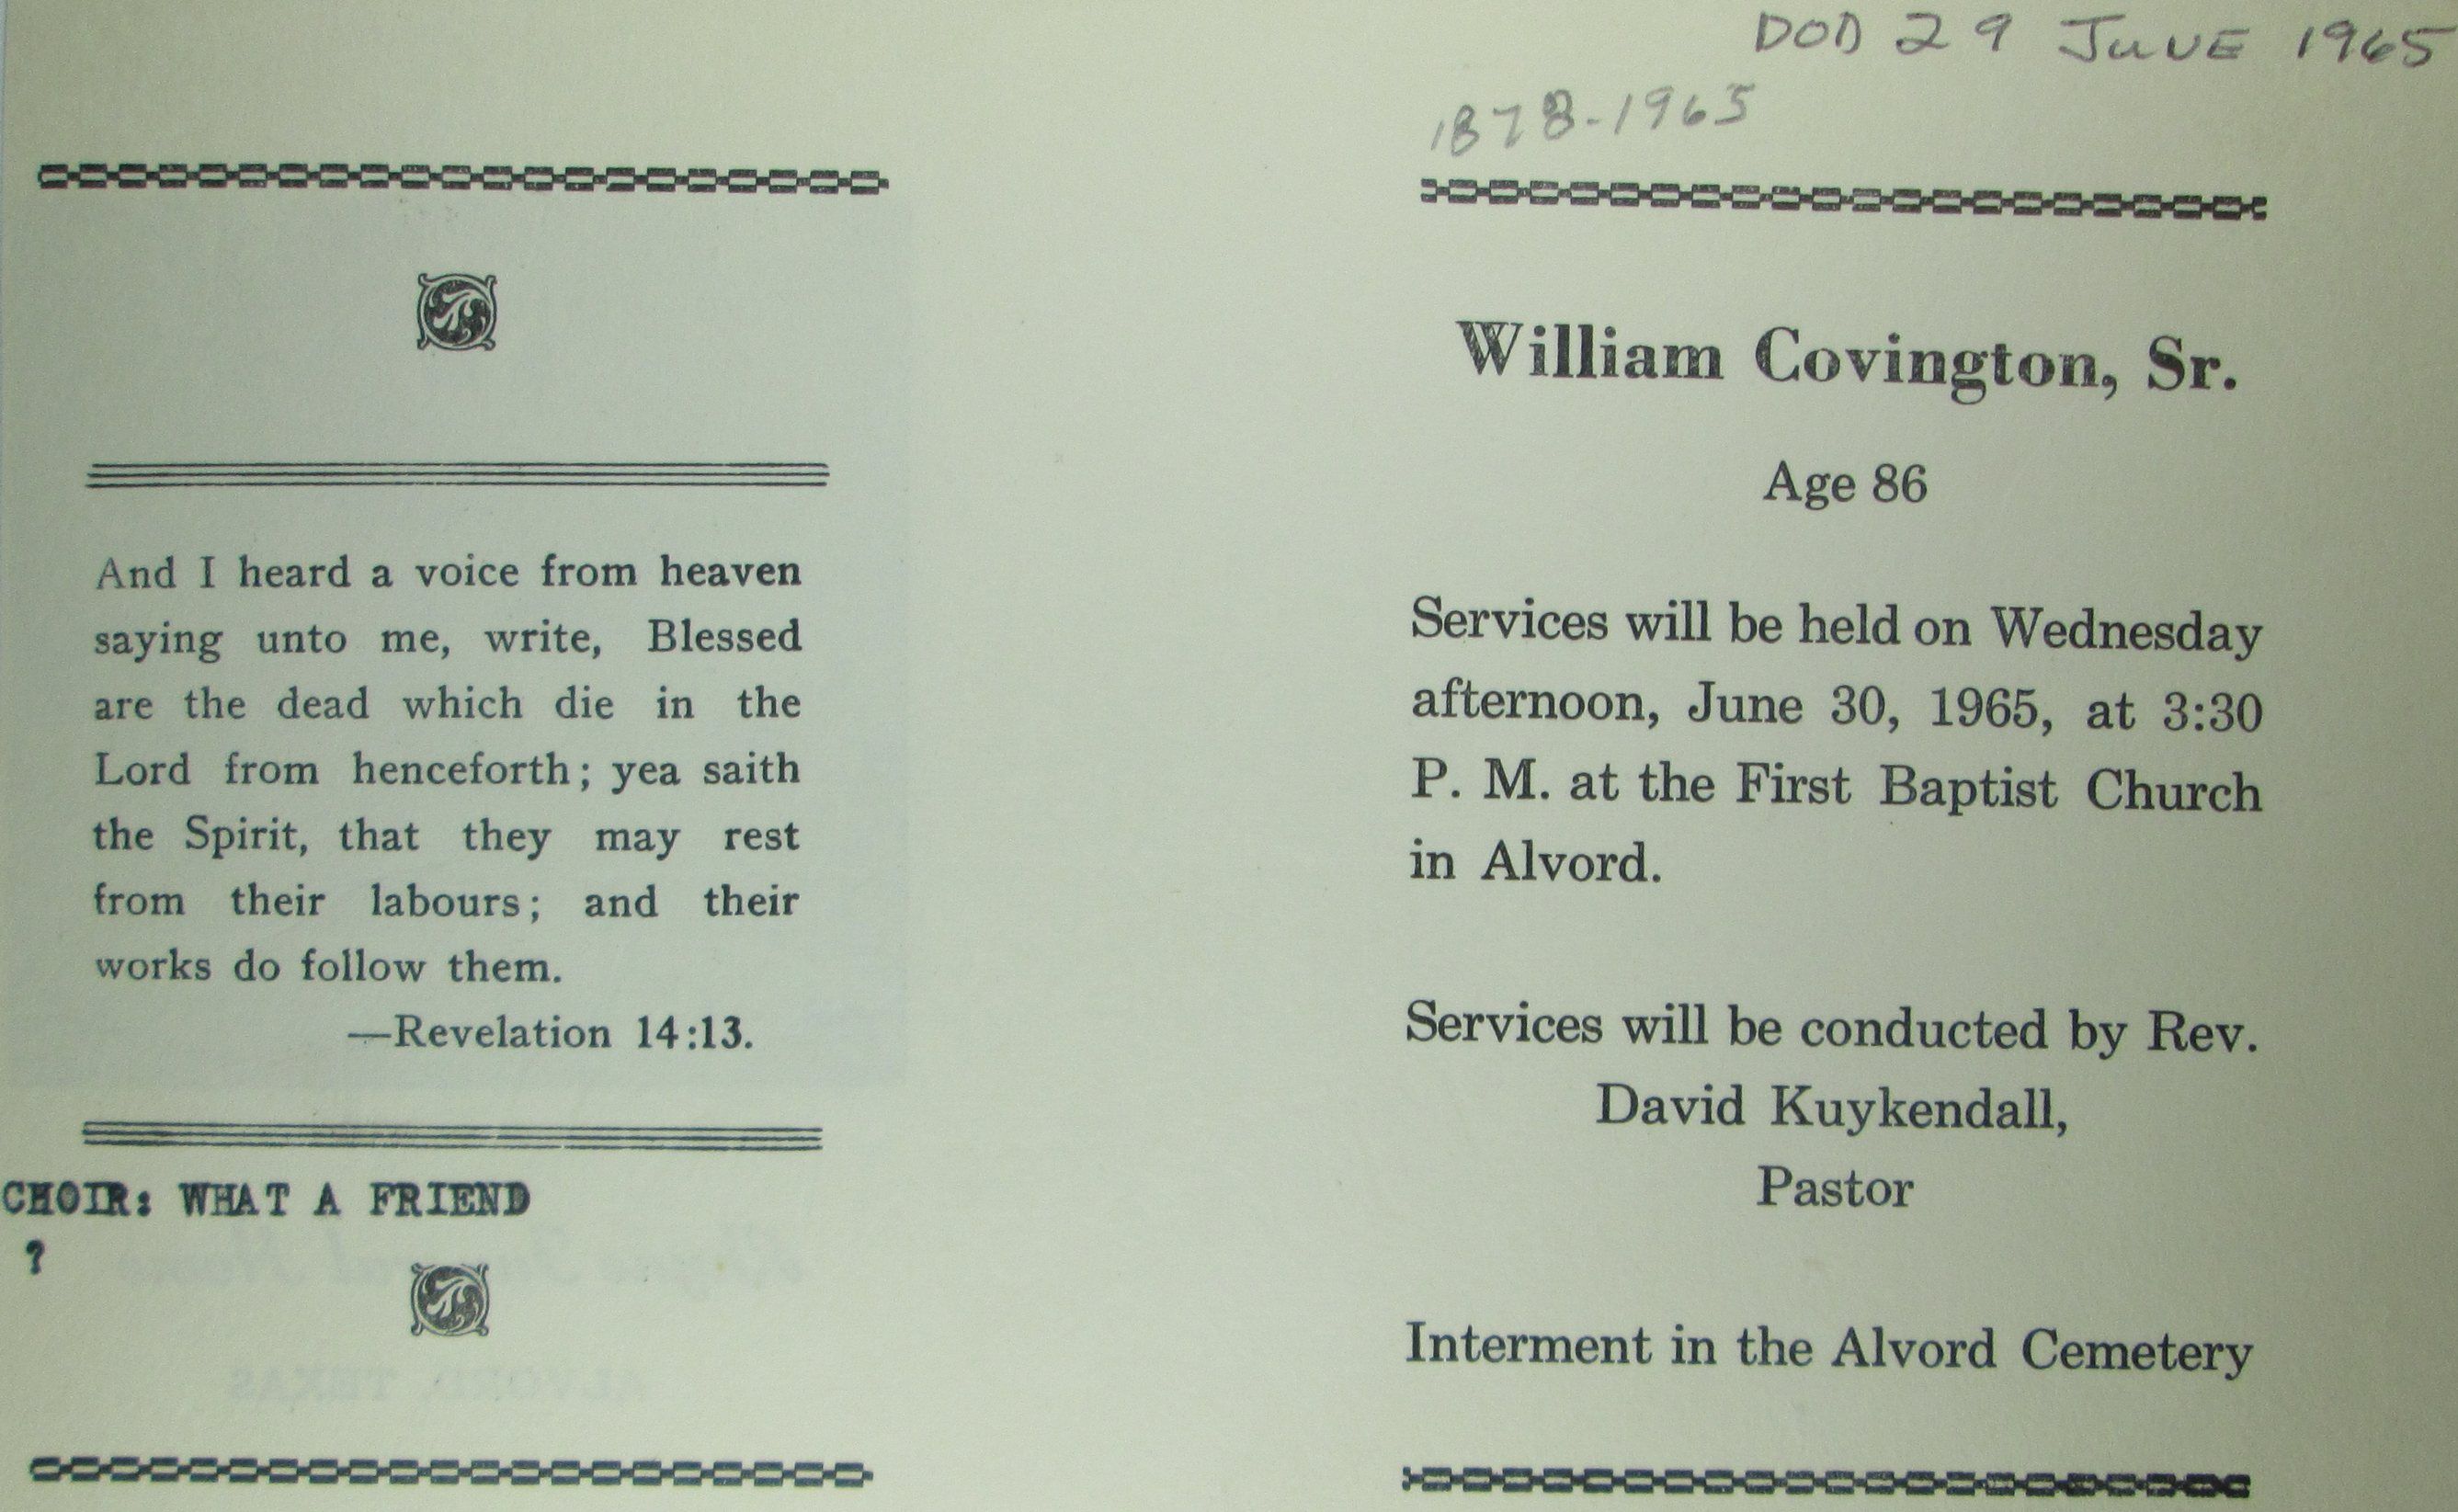 And I heard a voice from heaven
saying unto me, write, Blessed
are the dead which die in the
Lord from henceforth; yea saith
the Spirit, that they may rest
from their labours; and their
works do follow them.
—Revelation 14:13.
CHOIR: WHAT A FRIEND
?
ALVORD TEXAS
DOD 29 JUNE 1965
1878-1965
William Covington, Sr.
Age 86
Services will be held on Wednesday
afternoon, June 30, 1965, at 3:30
P. M. at the First Baptist Church
in Alvord.
Services will be conducted by Rev.
David Kuykendall,
Pastor
Interment in the Alvord Cemetery